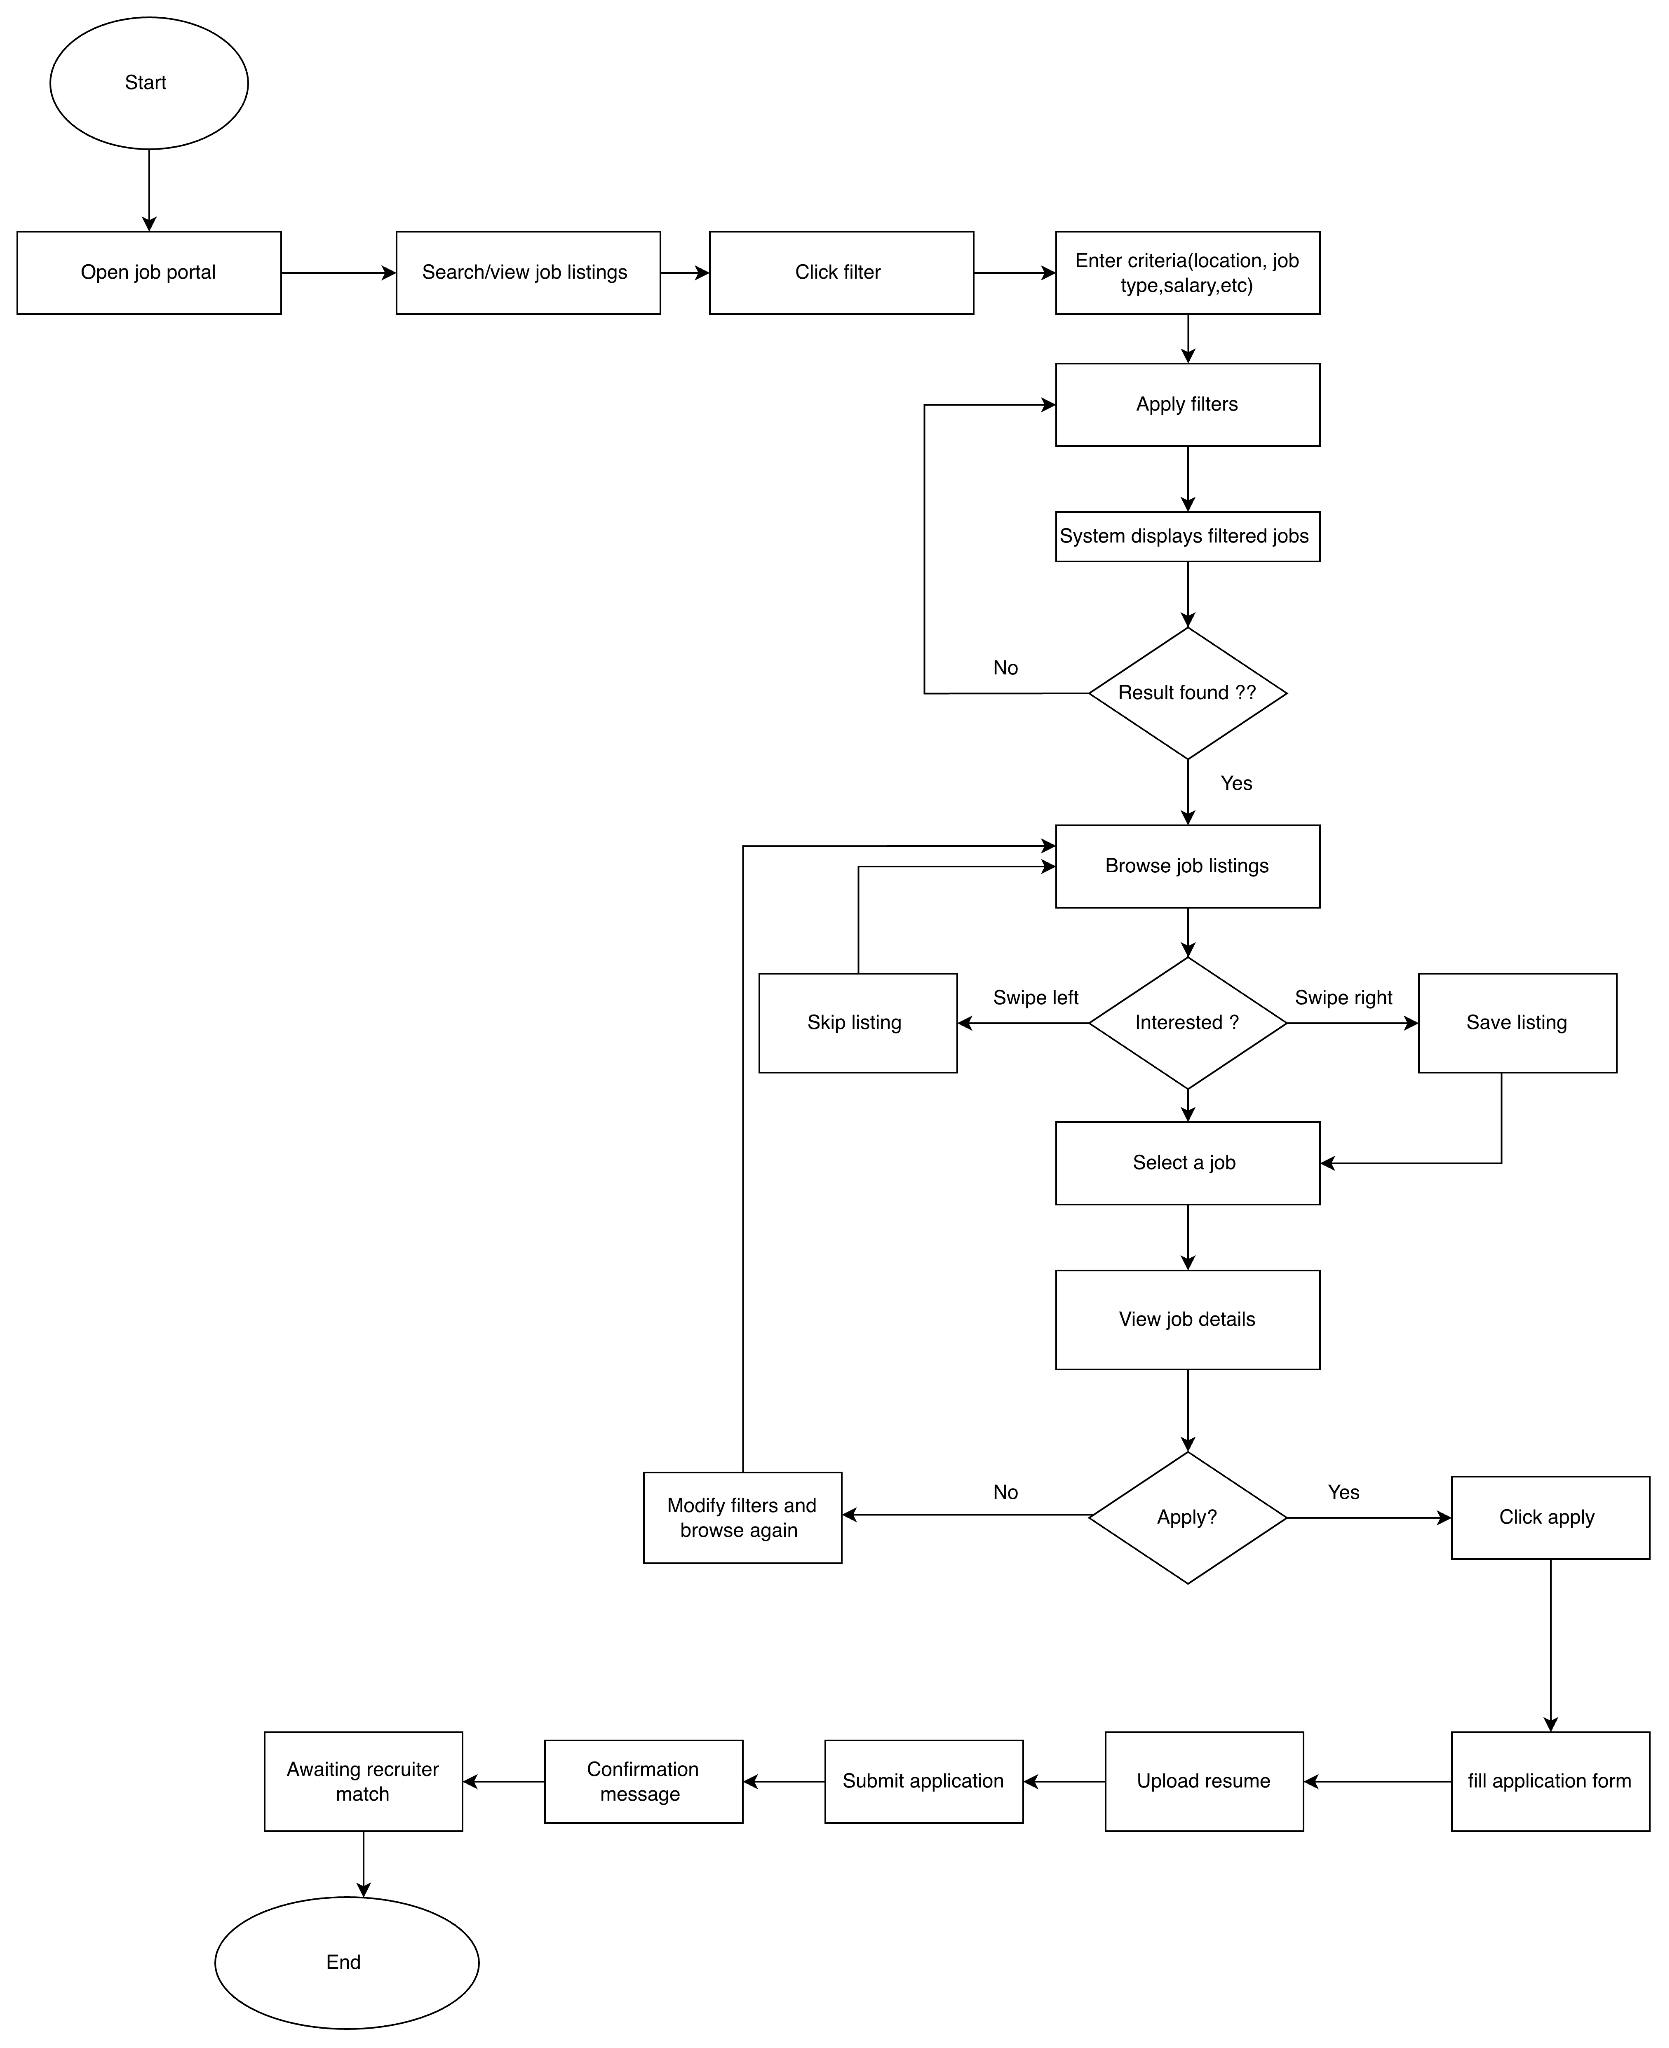 Start
Open job portal
Search/view job listings
Click filter
Enter criteria(location, job
type,salary,etc)
Apply filters
System displays filtered jobs
No
Result found ??
Yes
Browse job listings
Skip listing
Swipe left
Interested ?
Swipe right
Save listing
Select a job
View job details
Modify filters and
browse again
No
Apply?
Yes
Click apply
Awaiting recruiter
match
Confirmation
message
Submit application
Upload resume
fill application form
End